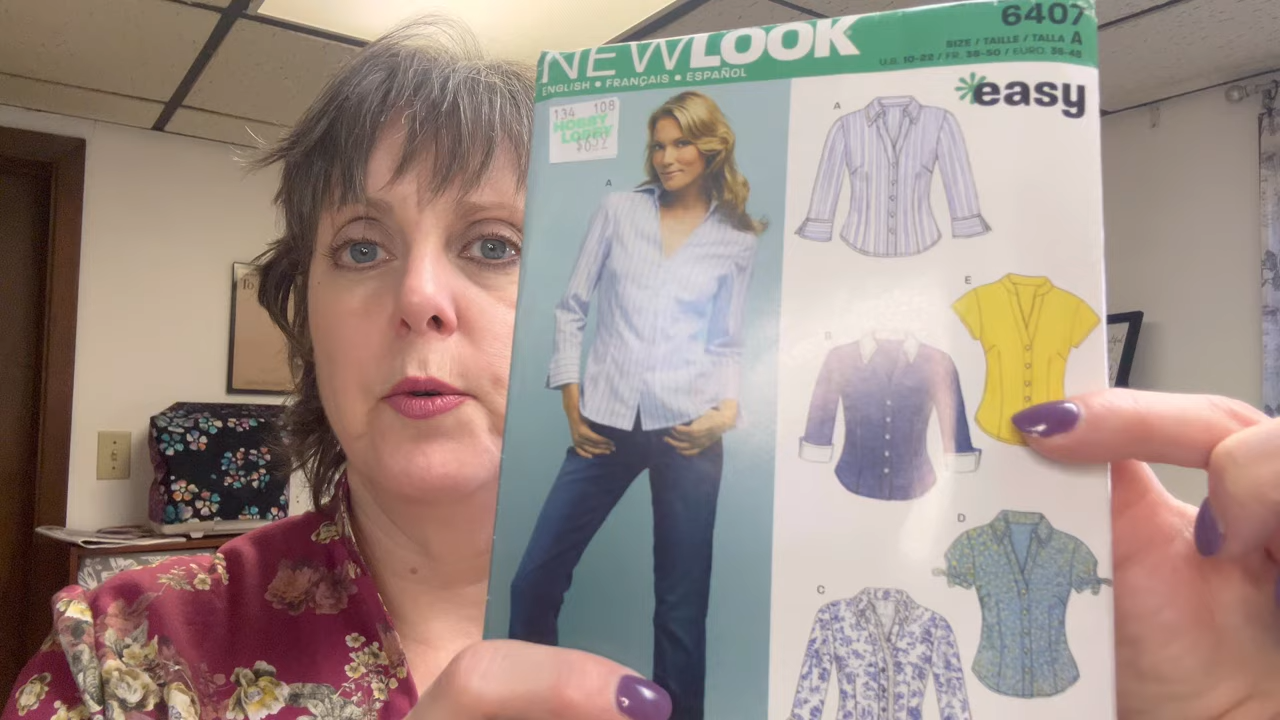 6407
NEW LOOK
SIZE / TAILLE / TALLA A
ENGLISH • FRANÇAIS • ESPAÑOL
U.S. 10-22 / FR. 38-50 / EURO. 36-48
easy
134 108
HOBBY
LOBBY
A
A
E
B
D
C
To